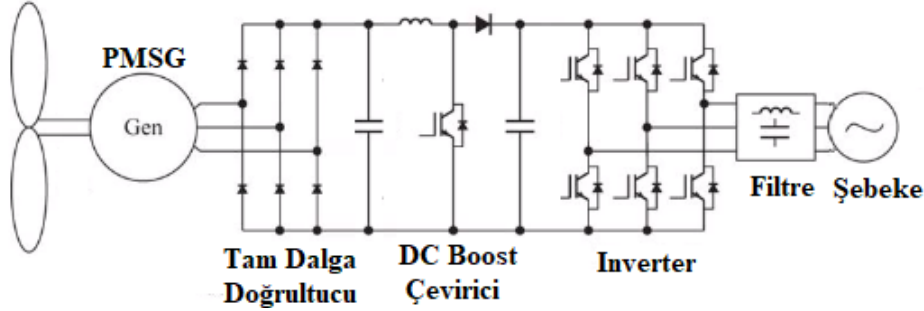 PMSG
Gen
Tam Dalga
Doğrultucu
DC Boost
Çevirici
Inverter
Filtre
Şebeke